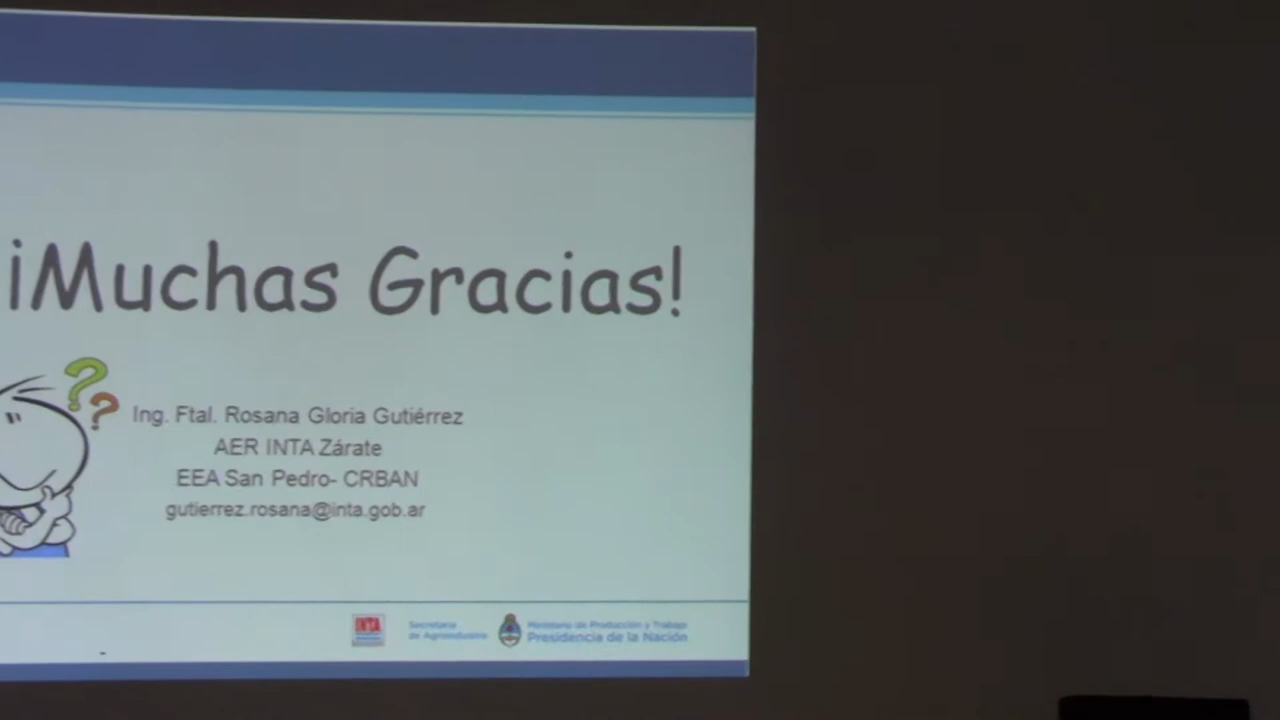 ¡Muchas Gracias!
? ?
Ing. Ftal. Rosana Gloria Gutiérrez
AER INTA Zárate
EEA San Pedro- CRBAN
gutierrez.rosana@inta.gob.ar
INTA
Secretaría
de Agroindustria
Ministerio de Producción y Trabajo
Presidencia de la Nación